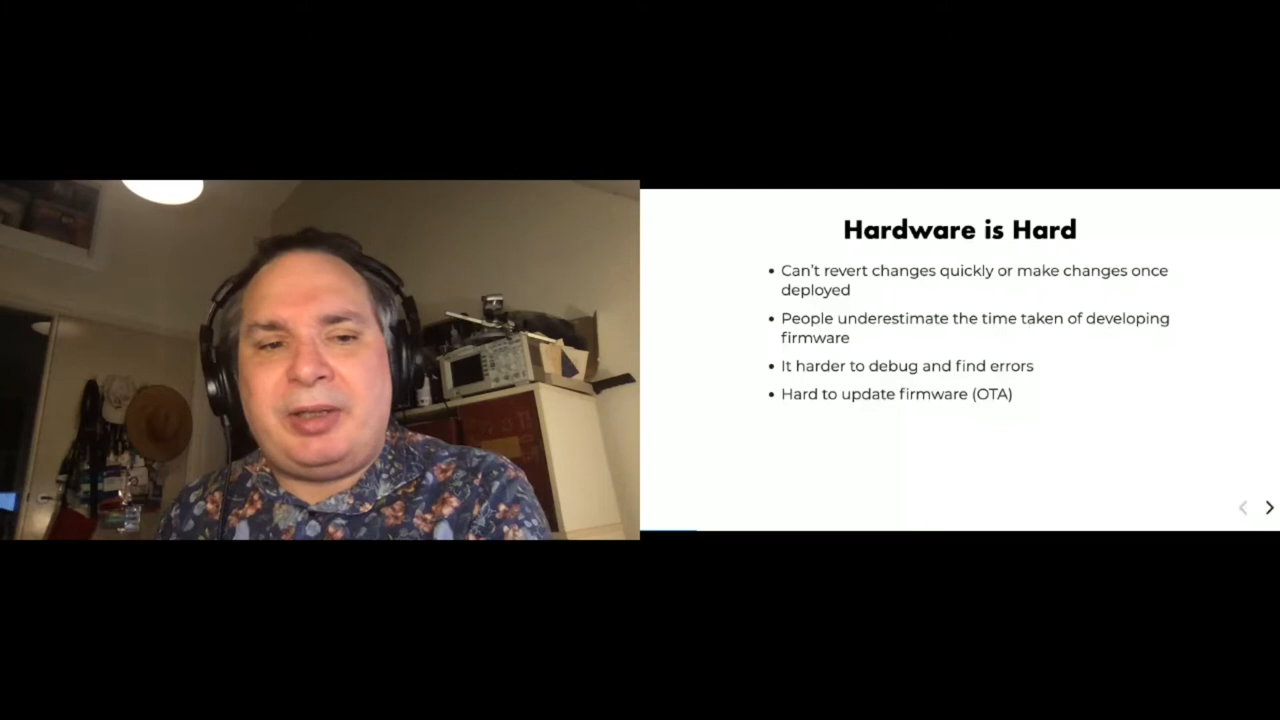 Hardware is Hard
• Can't revert changes quickly or make changes once
deployed
• People underestimate the time taken of developing
firmware
• It harder to debug and find errors
• Hard to update firmware (OTA)